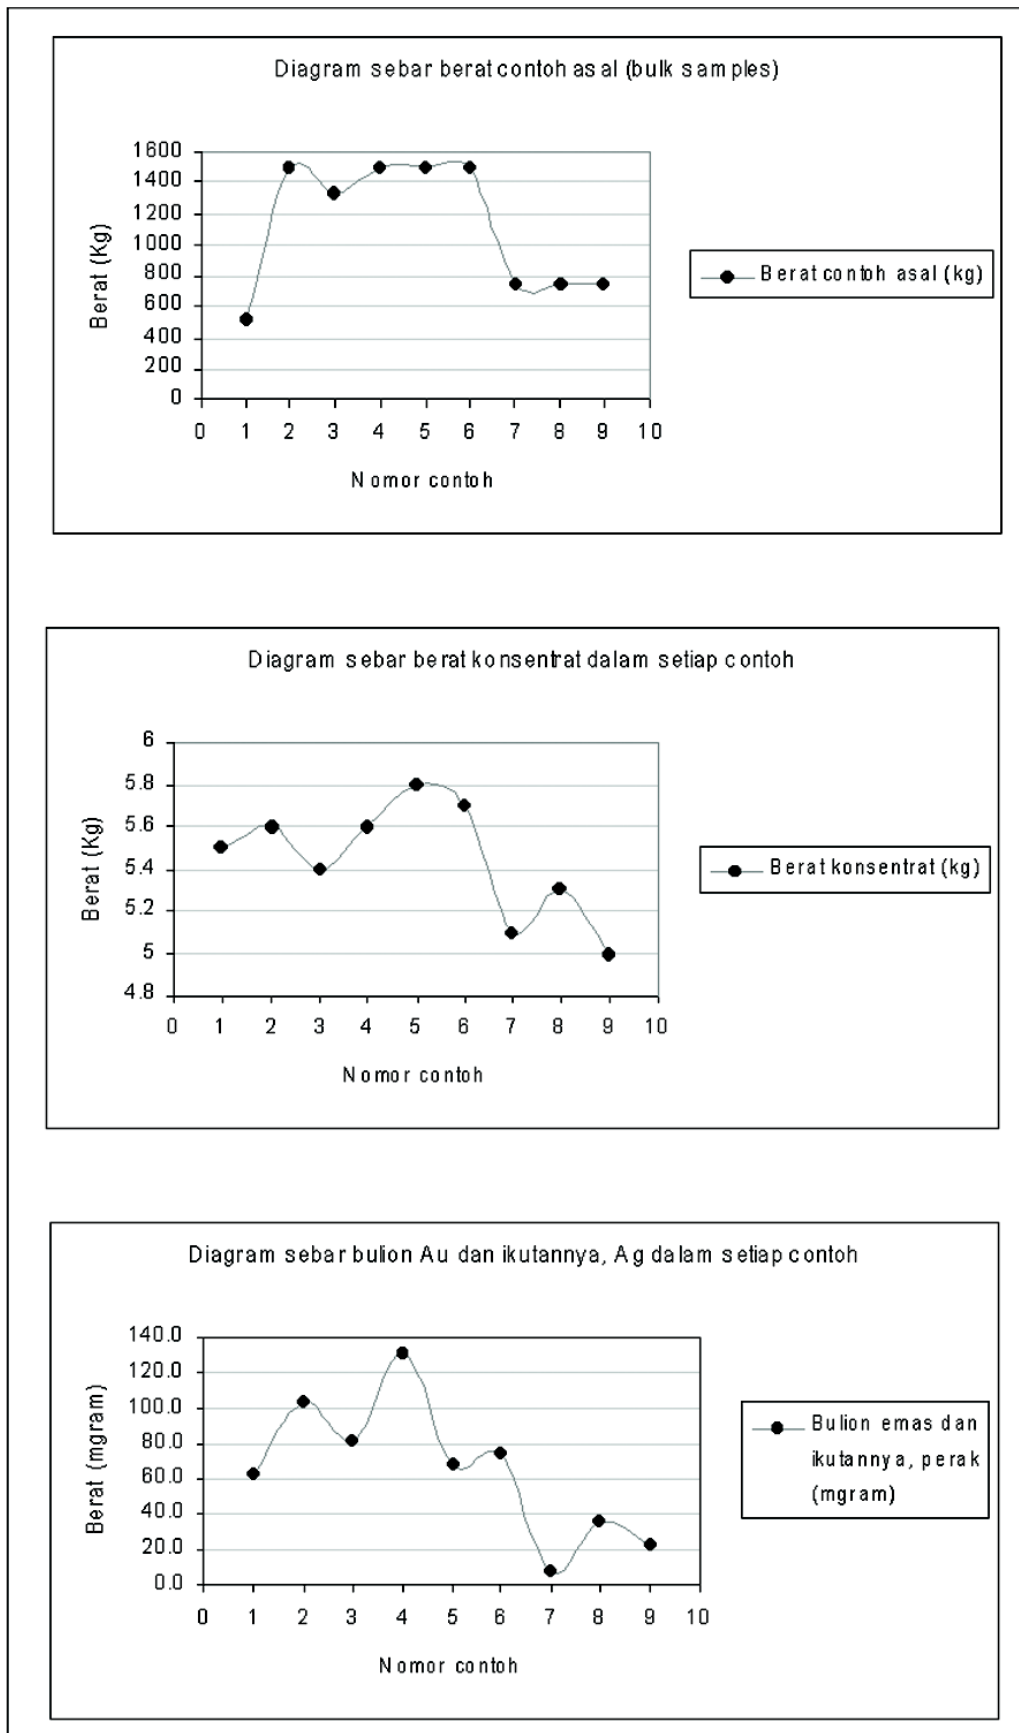 Diagram sebar berat contoh asal (bulk samples)
1600
1400
1200
1000
800
600
400
200
0
Berat (Kg)
0 1 2 3 4 5 6 7 8 9 10
Nomor contoh
Berat contoh asal (kg)
Diagram sebar berat konsentrat dalam setiap contoh
6
5.8
5.6
5.4
5.2
5
4.8
Berat (Kg)
0 1 2 3 4 5 6 7 8 9 10
Nomor contoh
Berat konsentrat (kg)
Diagram sebar bulion Au dan ikutannya, Ag dalam setiap contoh
140.0
120.0
100.0
80.0
60.0
40.0
20.0
0.0
Berat (mgram)
0 1 2 3 4 5 6 7 8 9 10
Nomor contoh
Bulion emas dan
ikutannya, perak
(mgram)